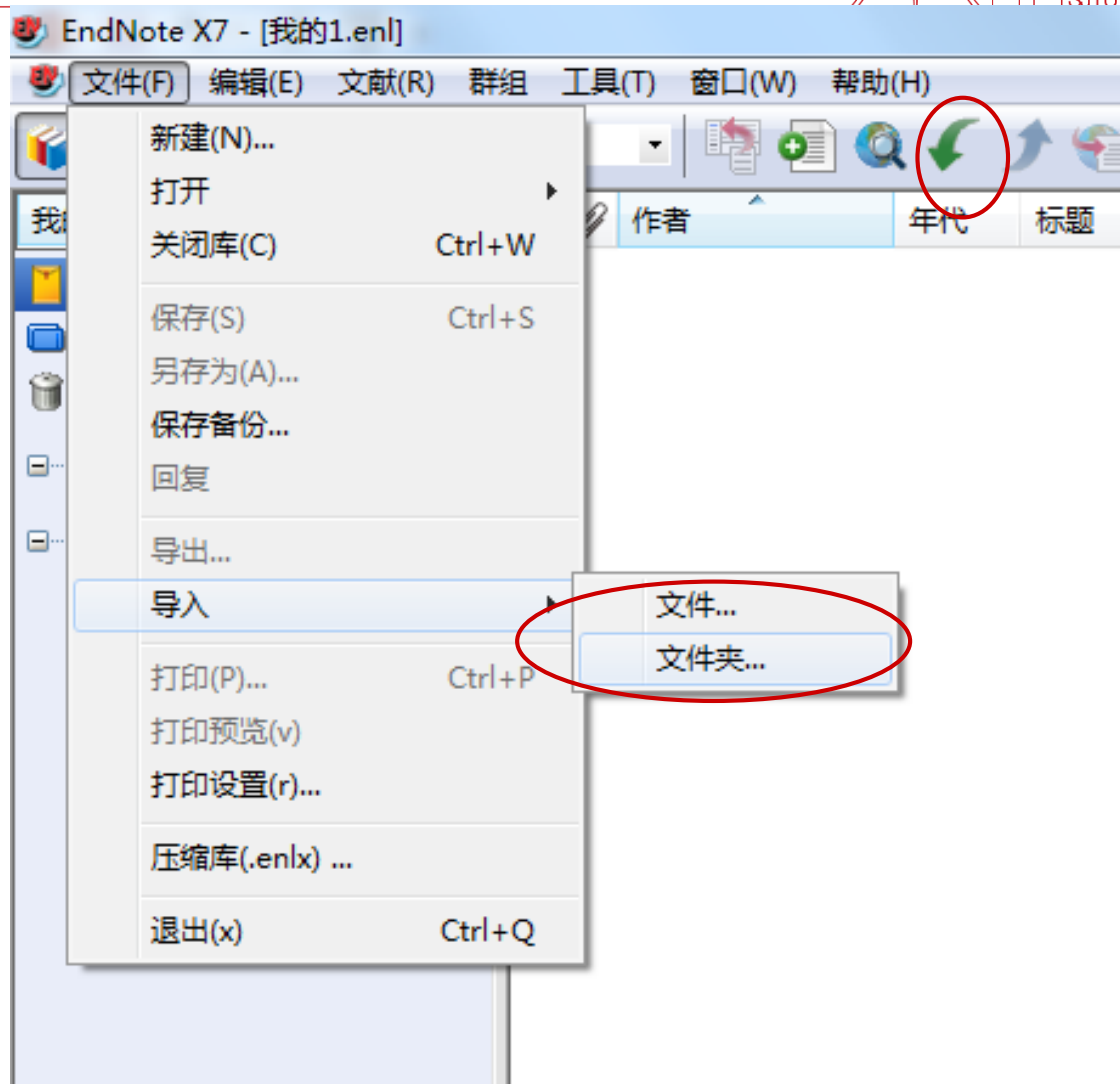 EndNote X7 - [我的1.enl]
文件(F) 编辑(E) 文献(R) 群组 工具(T) 窗口(W) 帮助(H)
新建(N)...
打开
关闭库(C) Ctrl+W
保存(S) Ctrl+S
另存为(A)...
保存备份...
回复
导出...
导入
打印(P)... Ctrl+P
打印预览(v)
打印设置(r)...
压缩库(.enlx) ...
退出(x) Ctrl+Q
文件...
文件夹...
我
作者 年代 标题